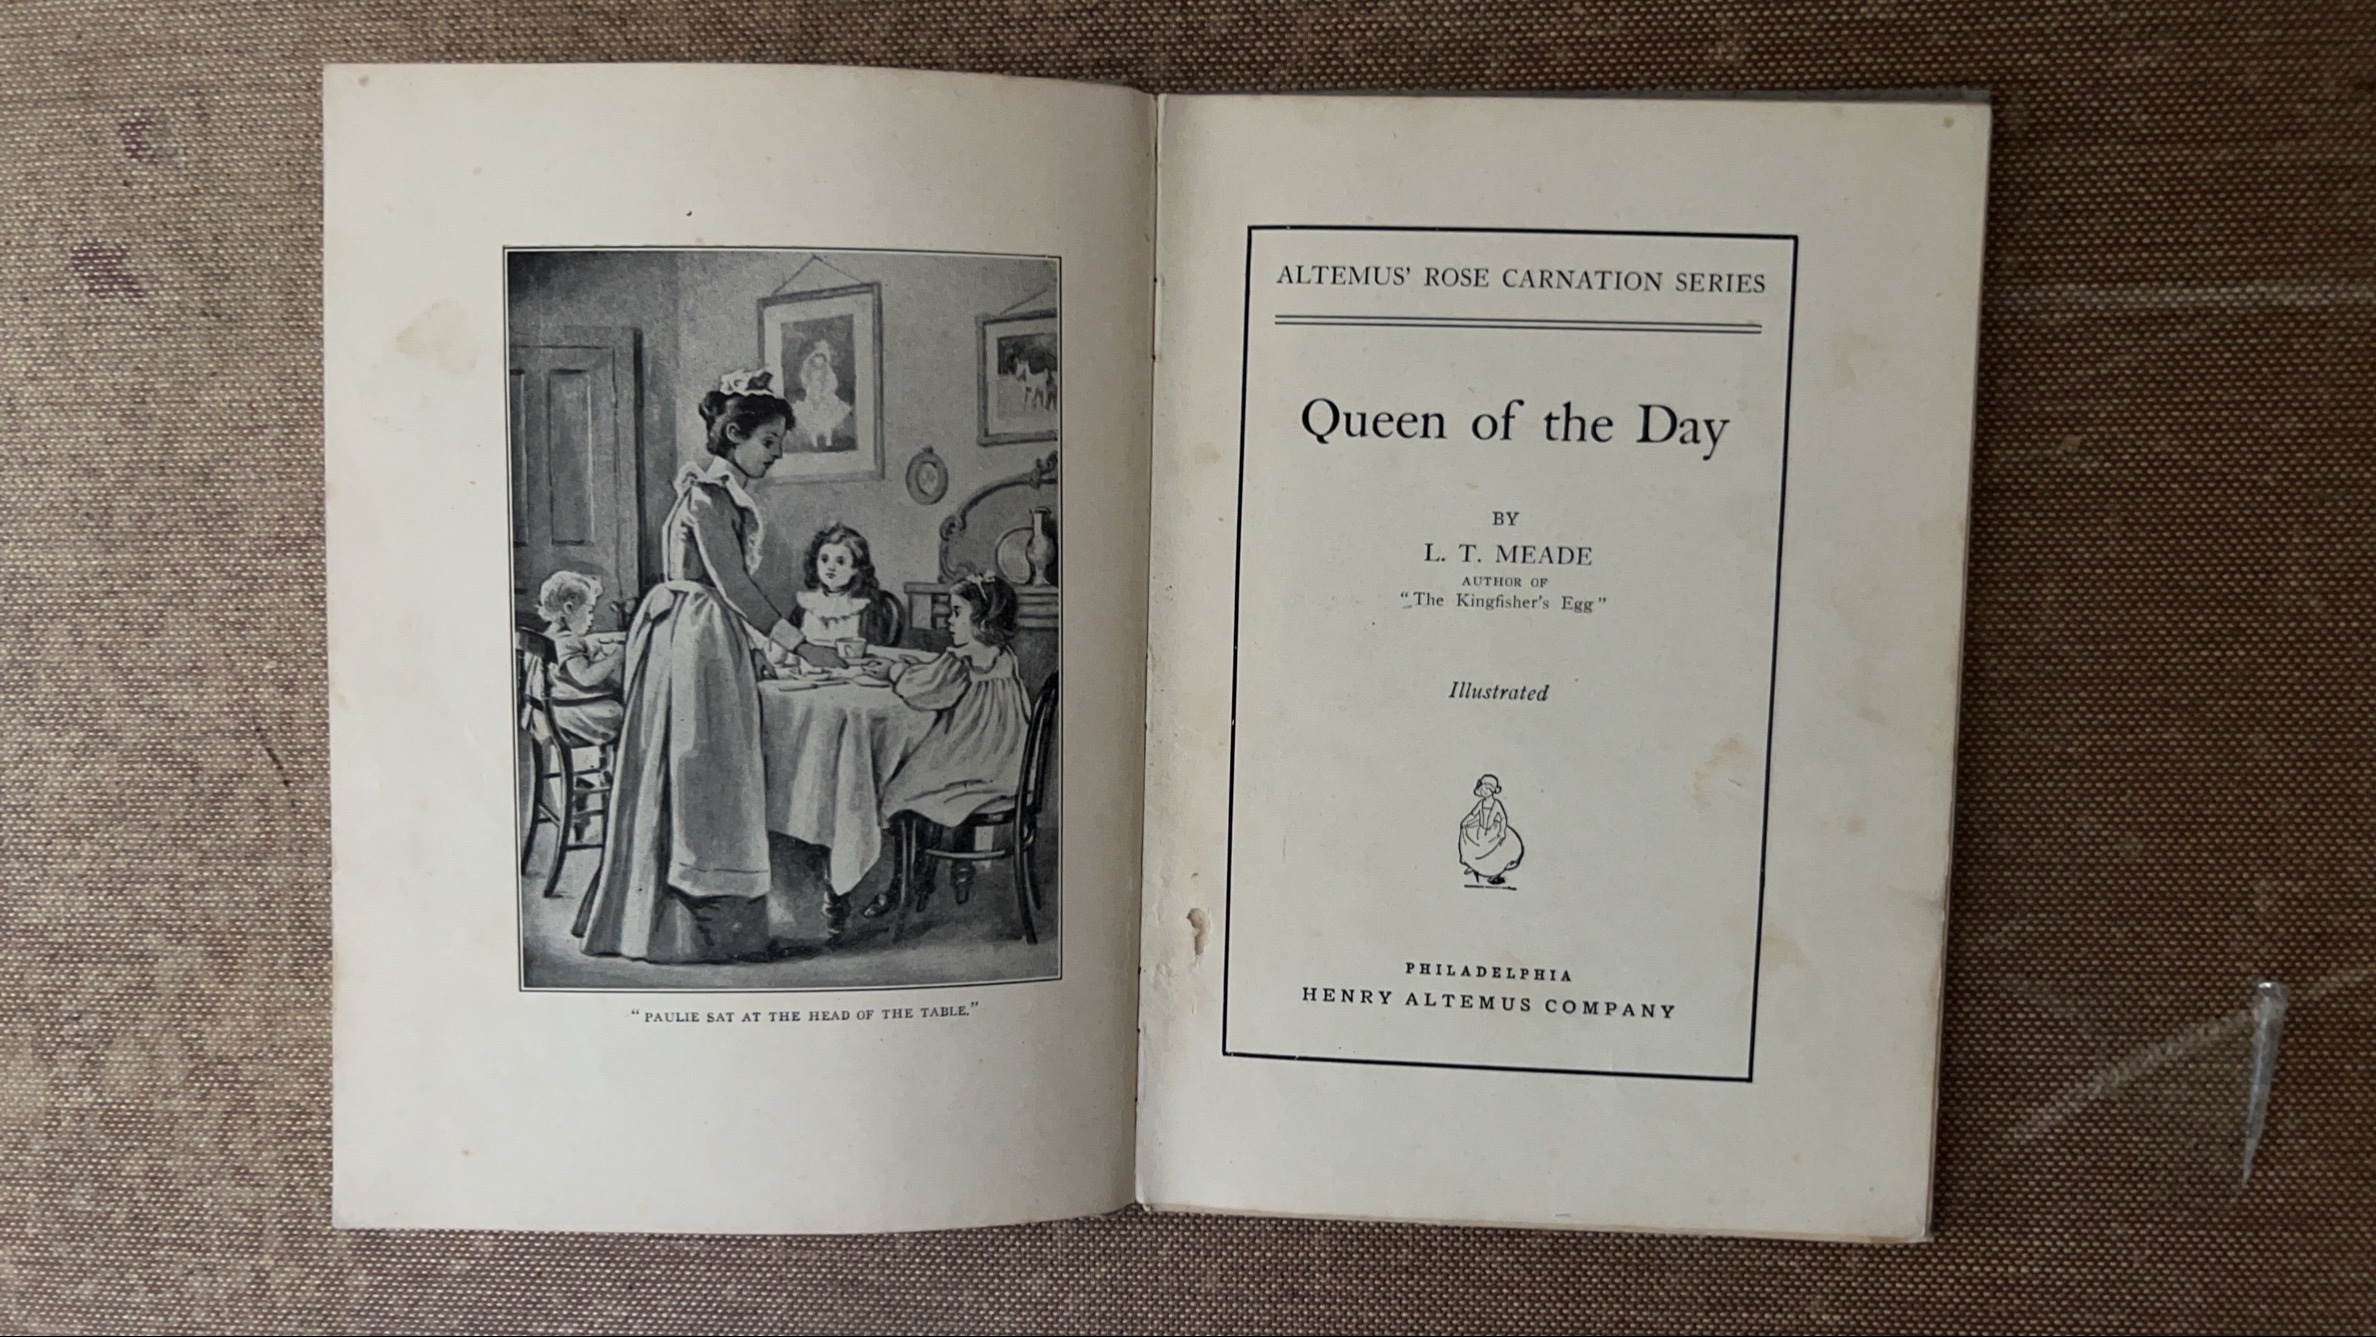 "PAULIE SAT AT THE HEAD OF THE TABLE."
ALTEMUS' ROSE CARNATION SERIES
Queen of the Day
BY
L. T. MEADE
AUTHOR OF
"The Kingfisher's Egg"
Illustrated
PHILADELPHIA
HENRY ALTEMUS COMPANY